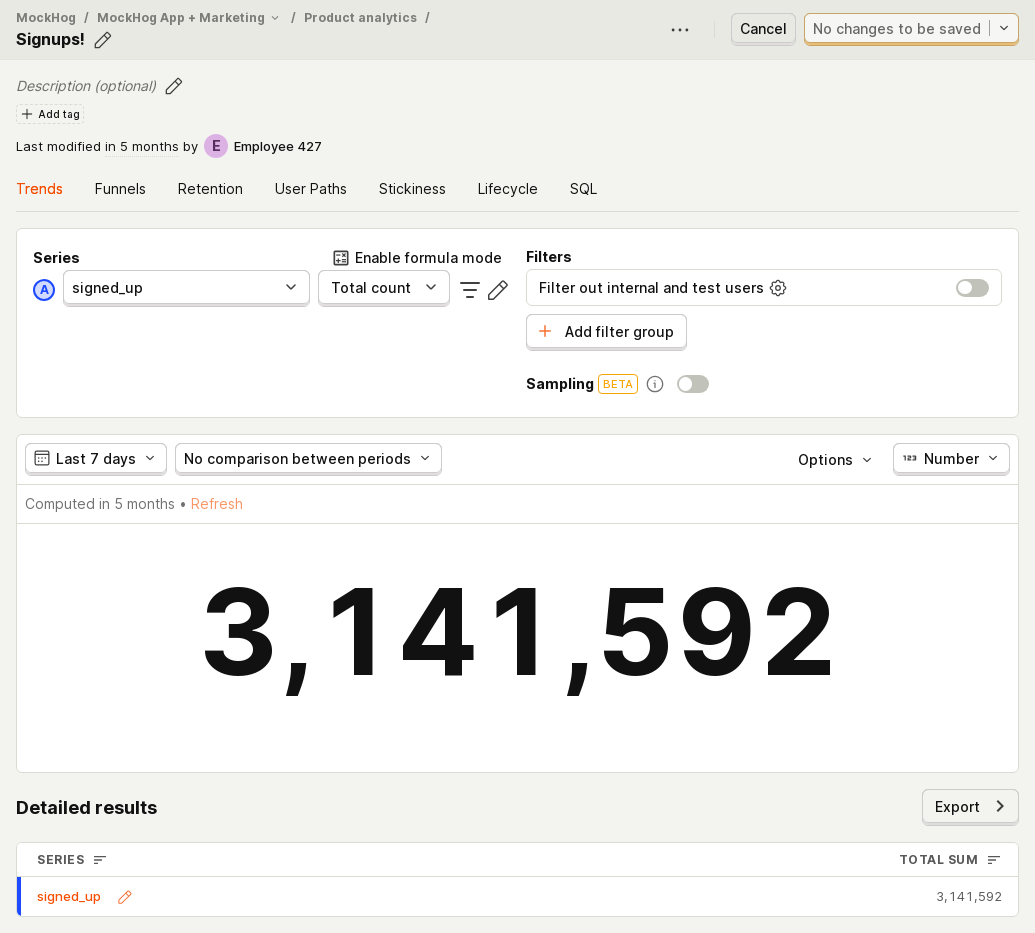 MockHog / MockHog App + Marketing / Product analytics /
Signups!
Cancel
No changes to be saved
Description (optional)
+ Add tag
Last modified in 5 months by E Employee 427
Trends Funnels Retention User Paths Stickiness Lifecycle SQL
Series
Enable formula mode
A signed_up
Total count
Filters
Filter out internal and test users
+ Add filter group
Sampling BETA
Last 7 days
No comparison between periods
Options
123 Number
Computed in 5 months • Refresh
3,141,592
Detailed results
Export
SERIES
TOTAL SUM
signed_up
3,141,592